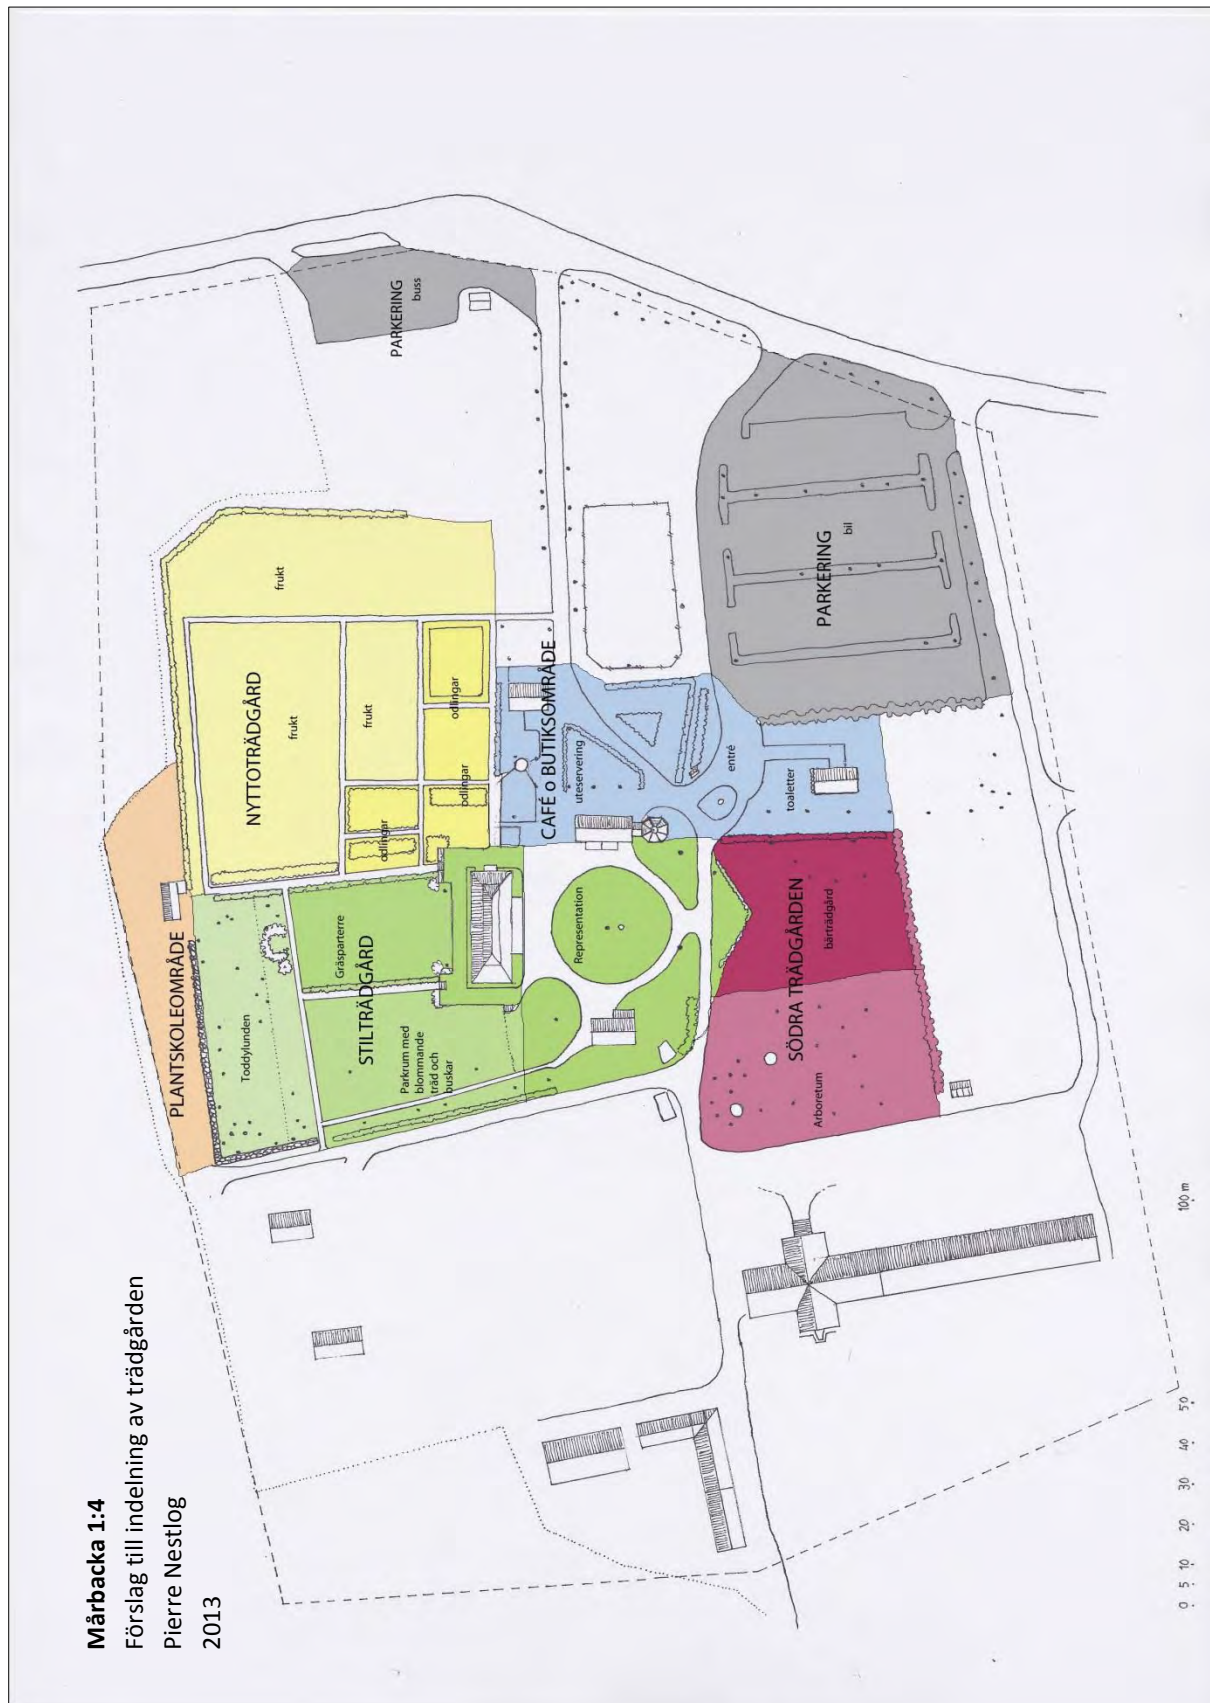 Mårbacka 1:4
Förslag till indelning av trädgården
Pierre Nestlog
2013
PLANTSKOLEOMRÅDE
Toddylunden
NYTTOTRÄDGÅRD
frukt
frukt
frukt
odlingar
odlingar
odlingar
STILTRÄDGÅRD
Gräsparterre
Parkrum med
blommande
träd och
buskar
Representation
CAFÉ o BUTIKSOMRÅDE
uteservering
entré
toaletter
SÖDRA TRÄDGÅRDEN
bärträdgård
Arboretum
PARKERING
buss
PARKERING
bil
0 5 10 20 30 40 50 100 m